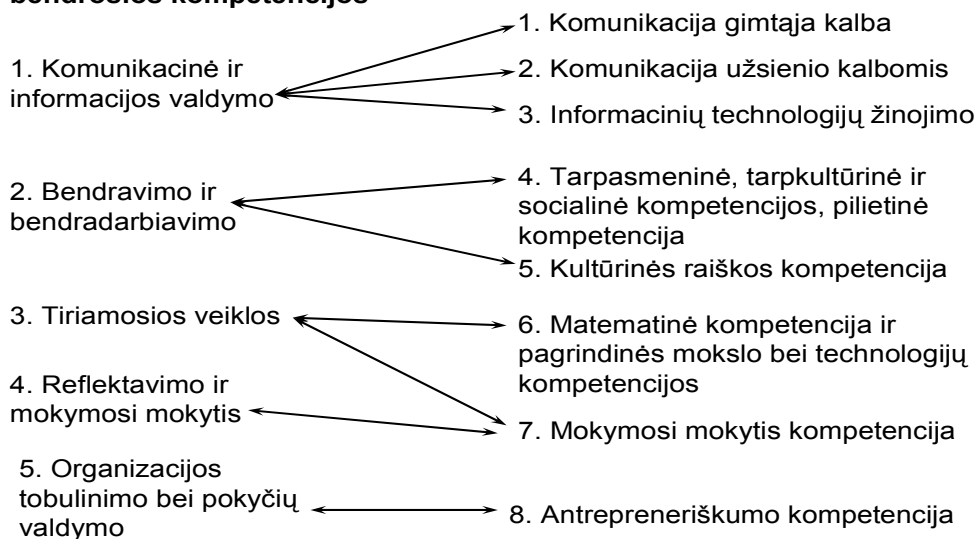 bendrosios kompetencijos
1. Komunikacinė ir
informacijos valdymo
2. Bendravimo ir
bendradarbiavimo
3. Tiriamosios veiklos
4. Reflektavimo ir
mokymosi mokytis
5. Organizacijos
tobulinimo bei pokyčių
valdymo
1. Komunikacija gimtąja kalba
2. Komunikacija užsienio kalbomis
3. Informacinių technologijų žinojimo
4. Tarpasmeninė, tarpkultūrinė ir
socialinė kompetencijos, pilietinė
kompetencija
5. Kultūrinės raiškos kompetencija
6. Matematinė kompetencija ir
pagrindinės mokslo bei technologijų
kompetencijos
7. Mokymosi mokytis kompetencija
8. Antrepreneriškumo kompetencija